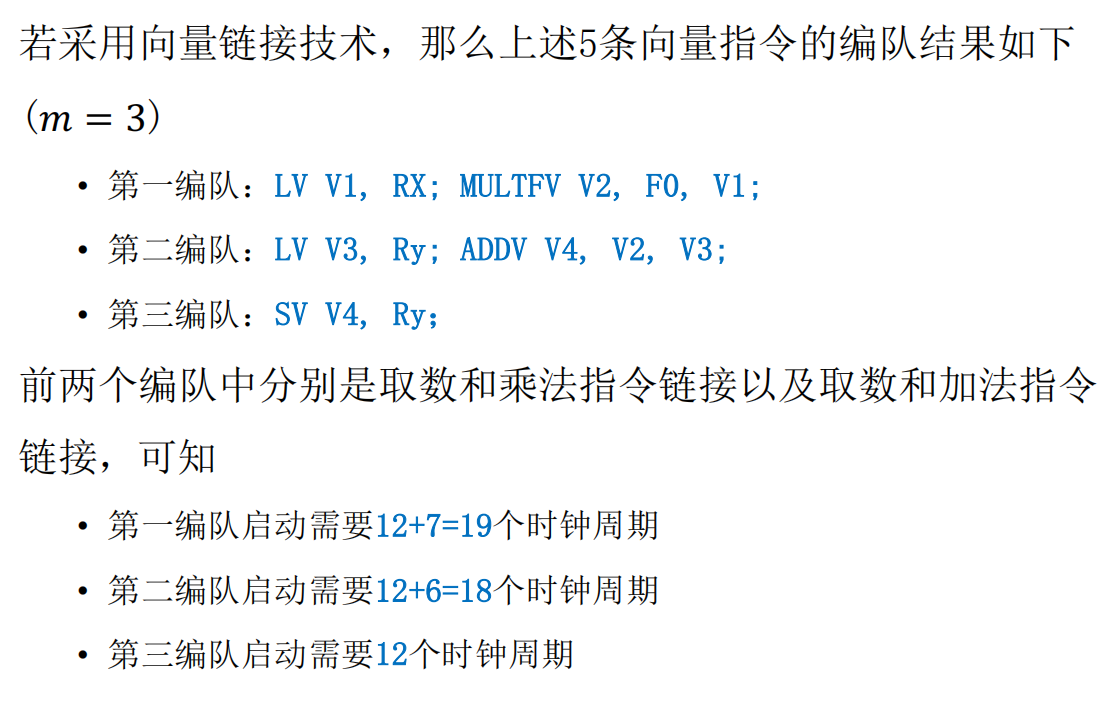 若采用向量链接技术，那么上述5条向量指令的编队结果如下
(m = 3)
• 第一编队：LV V1, RX; MULTFV V2, F0, V1;
• 第二编队：LV V3, Ry; ADDV V4, V2, V3;
• 第三编队：SV V4, Ry；
前两个编队中分别是取数和乘法指令链接以及取数和加法指令
链接，可知
• 第一编队启动需要12+7=19个时钟周期
• 第二编队启动需要12+6=18个时钟周期
• 第三编队启动需要12个时钟周期